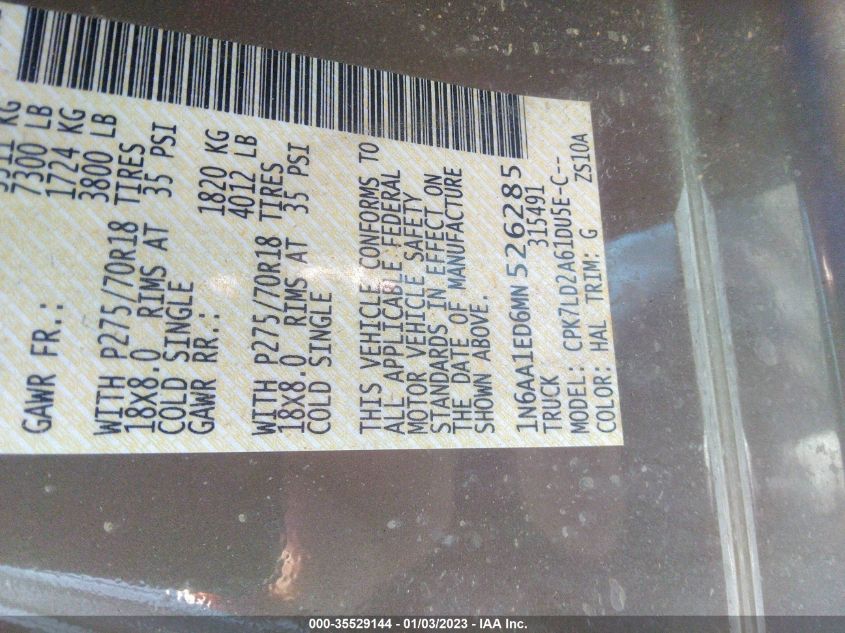 KG
7300 LB
GAWR FR.: 1724 KG
3800 LB
WITH P275/70R18 TIRES
18X8.0 RIMS AT 35 PSI
COLD SINGLE
GAWR RR.: 1820 KG
4012 LB
WITH P275/70R18 TIRES
18X8.0 RIMS AT 35 PSI
COLD SINGLE
THIS VEHICLE CONFORMS TO
ALL APPLICABLE FEDERAL
MOTOR VEHICLE SAFETY
STANDARDS IN EFFECT ON
THE DATE OF MANUFACTURE
SHOWN ABOVE.
1N6AA1ED6MN526285
TRUCK 315491
MODEL: CPK7LD2A61DU5E-C--
COLOR: HAL TRIM: G ZS10A
000-35529144 - 01/03/2023 - IAA Inc.